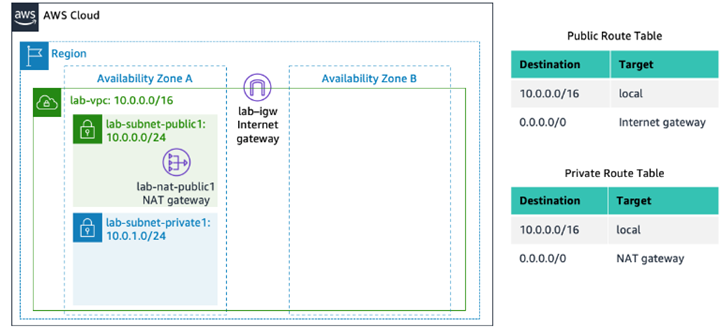 aws AWS Cloud
Region
Availability Zone A
Availability Zone B
lab-vpc: 10.0.0.0/16
lab-igw
Internet
gateway
lab-subnet-public1:
10.0.0.0/24
lab-nat-public1
NAT gateway
lab-subnet-private1:
10.0.1.0/24
Public Route Table
Destination Target
10.0.0.0/16 local
0.0.0.0/0 Internet gateway
Private Route Table
Destination Target
10.0.0.0/16 local
0.0.0.0/0 NAT gateway